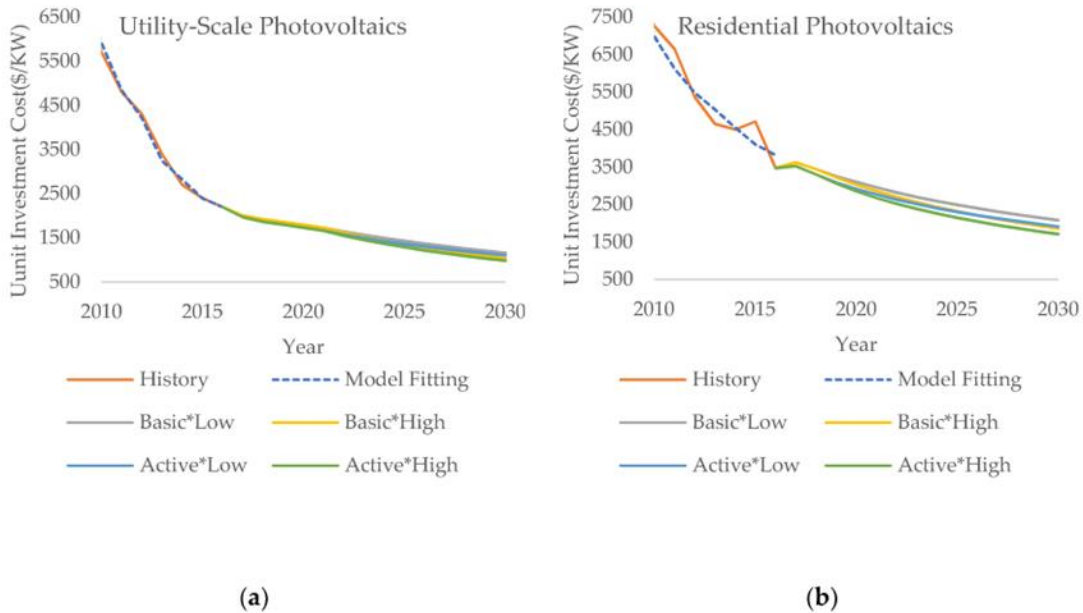 Utility-Scale Photovoltaics
Uunit Investment Cost($/KW)
6500
5500
4500
3500
2500
1500
500
2010 2015 2020 2025 2030
Year
History Model Fitting
Basic*Low Basic*High
Active*Low Active*High
(a)
Residential Photovoltaics
Unit Investment Cost($/KW)
7500
6500
5500
4500
3500
2500
1500
500
2010 2015 2020 2025 2030
Year
History Model Fitting
Basic*Low Basic*High
Active*Low Active*High
(b)